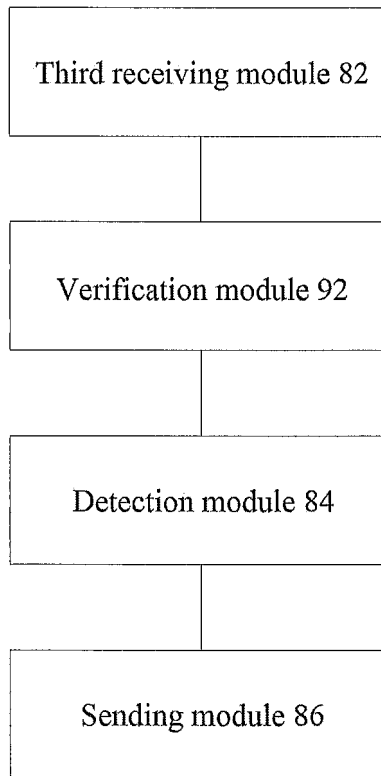 Third receiving module 82
Verification module 92
Detection module 84
Sending module 86